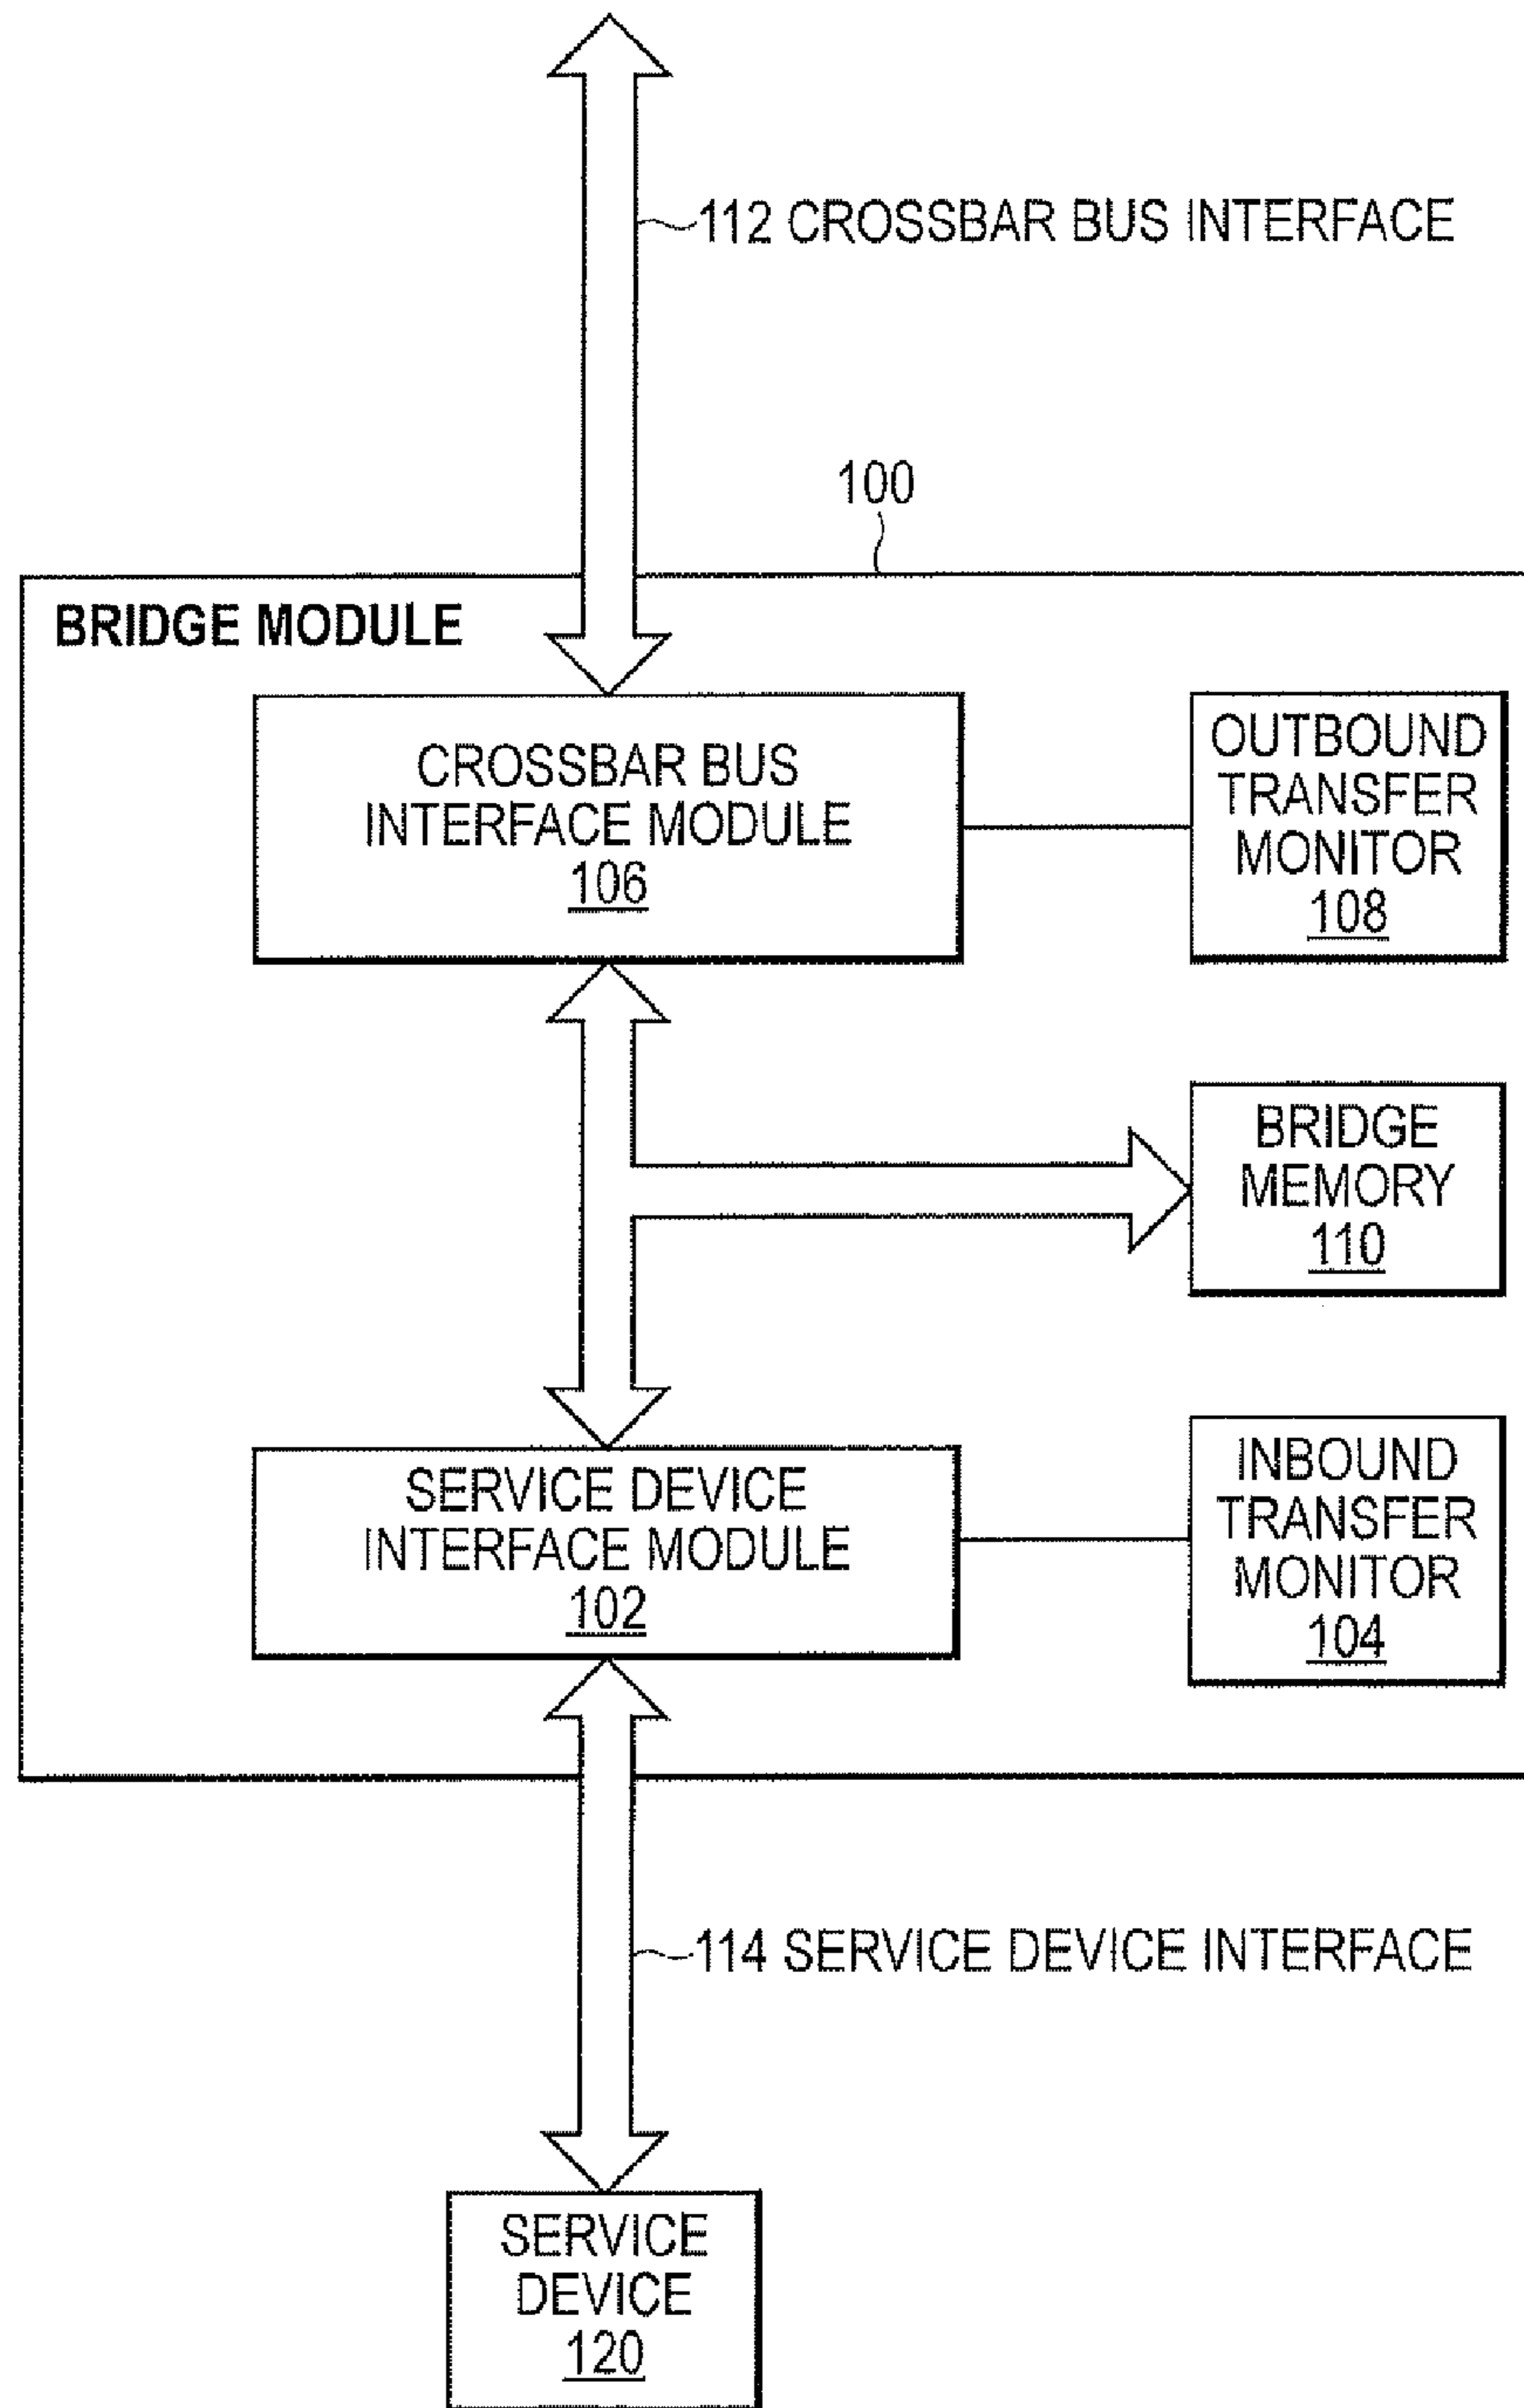 112 CROSSBAR BUS INTERFACE
100
BRIDGE MODULE
CROSSBAR BUS
INTERFACE MODULE
106
OUTBOUND
TRANSFER
MONITOR
108
BRIDGE
MEMORY
110
SERVICE DEVICE
INTERFACE MODULE
102
INBOUND
TRANSFER
MONITOR
104
114 SERVICE DEVICE INTERFACE
SERVICE
DEVICE
120